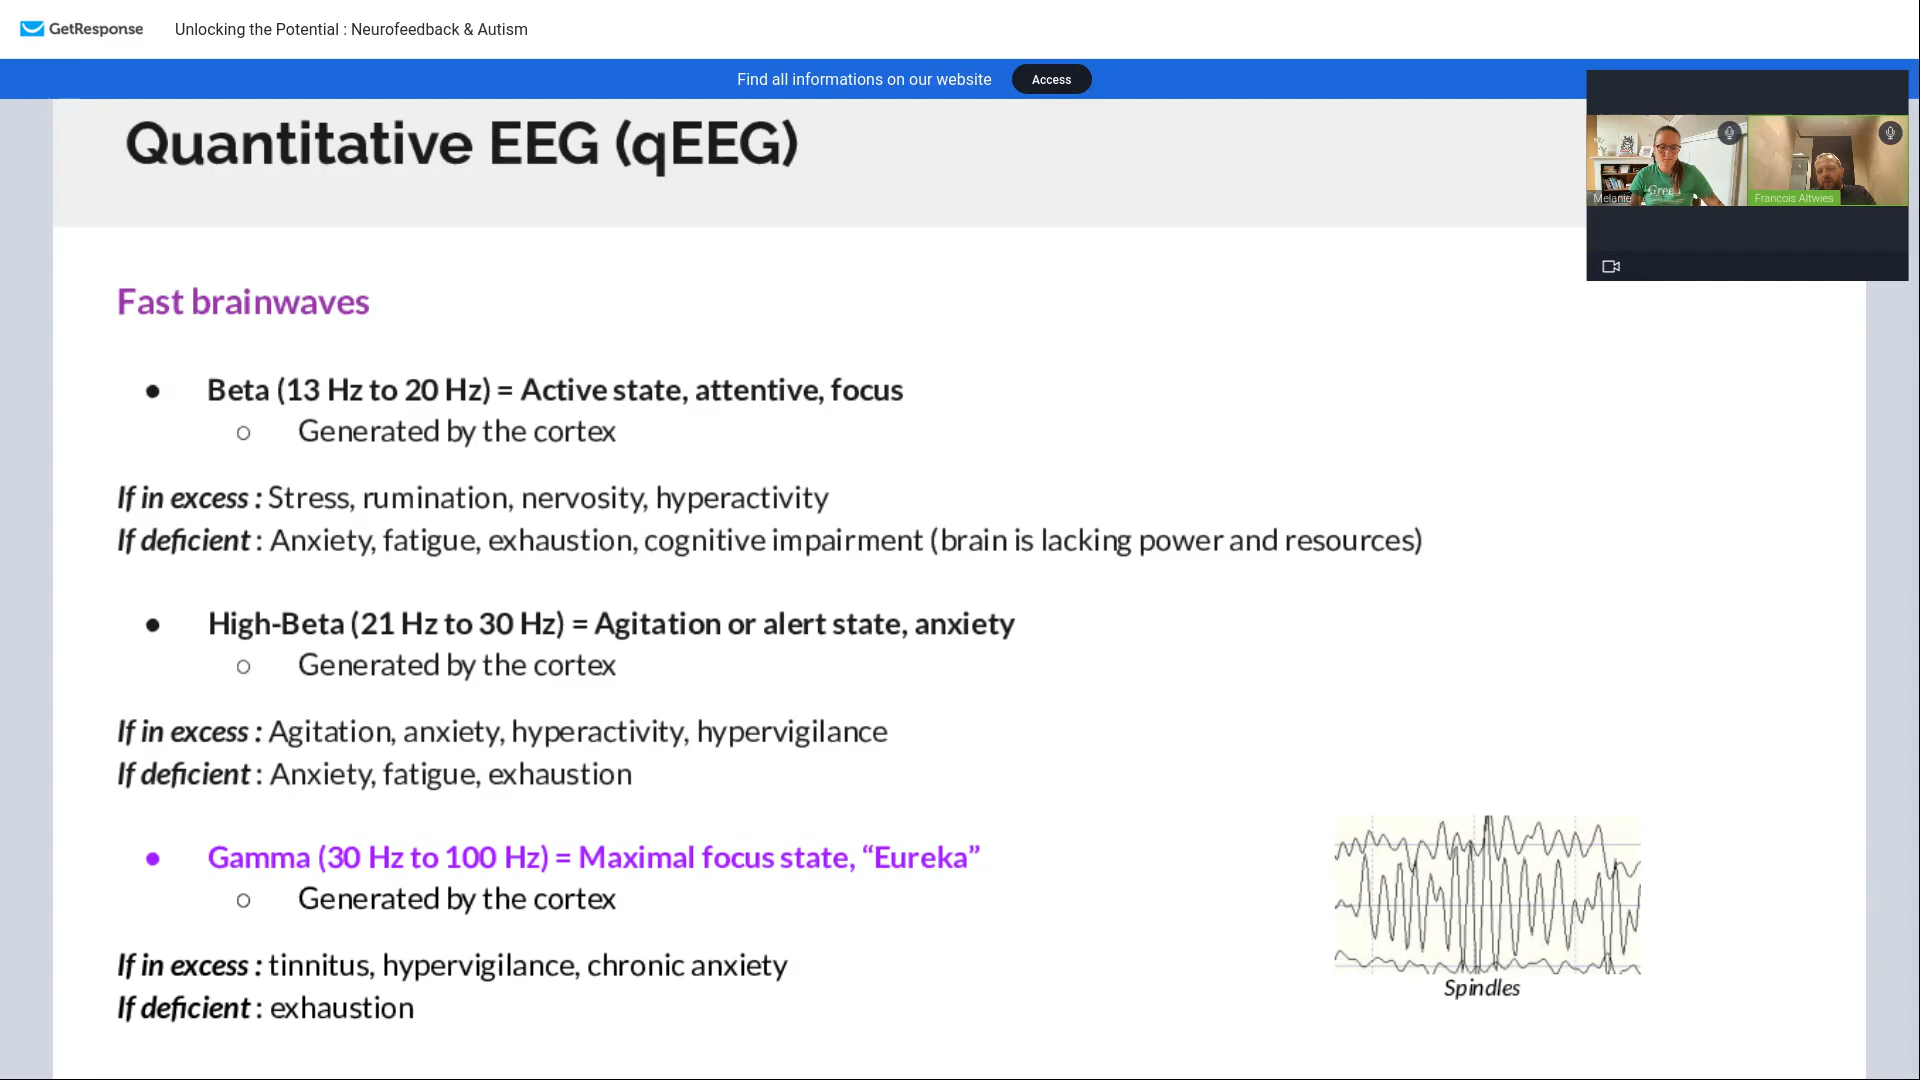 GetResponse
Unlocking the Potential : Neurofeedback & Autism
Find all informations on our website
Access
Quantitative EEG (qEEG)
Green
Melanie
Francois Altwies
Fast brainwaves
● Beta (13 Hz to 20 Hz) = Active state, attentive, focus
○ Generated by the cortex
If in excess : Stress, rumination, nervosity, hyperactivity
If deficient : Anxiety, fatigue, exhaustion, cognitive impairment (brain is lacking power and resources)
● High-Beta (21 Hz to 30 Hz) = Agitation or alert state, anxiety
○ Generated by the cortex
If in excess : Agitation, anxiety, hyperactivity, hypervigilance
If deficient : Anxiety, fatigue, exhaustion
● Gamma (30 Hz to 100 Hz) = Maximal focus state, “Eureka”
○ Generated by the cortex
If in excess : tinnitus, hypervigilance, chronic anxiety
If deficient : exhaustion
Spindles